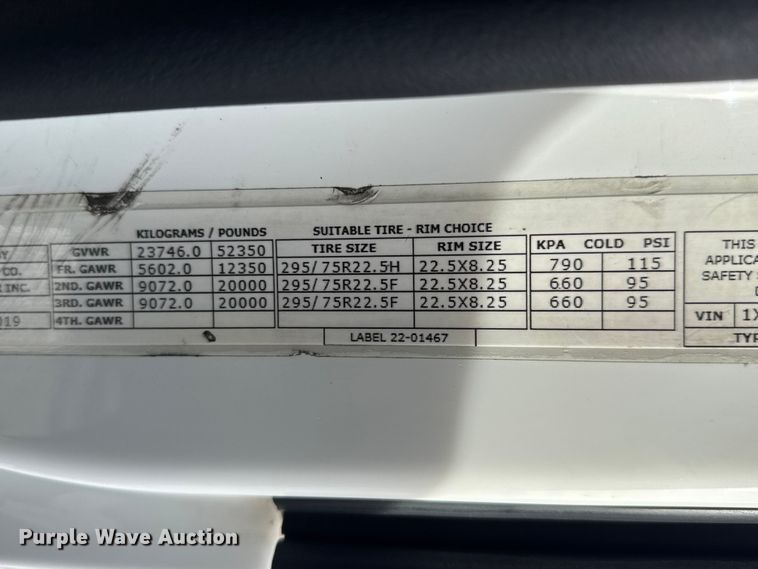 KILOGRAMS / POUNDS SUITABLE TIRE - RIM CHOICE
BY GVWR 23746.0 52350 TIRE SIZE RIM SIZE KPA COLD PSI THIS
CO. FR. GAWR 5602.0 12350 295/ 75R22.5H 22.5X8.25 790 115 APPLICA
R INC. 2ND. GAWR 9072.0 20000 295/ 75R22.5F 22.5X8.25 660 95 SAFETY
3RD. GAWR 9072.0 20000 295/ 75R22.5F 22.5X8.25 660 95
019 4TH. GAWR VIN 1X
LABEL 22-01467 TYP
Purple Wave Auction